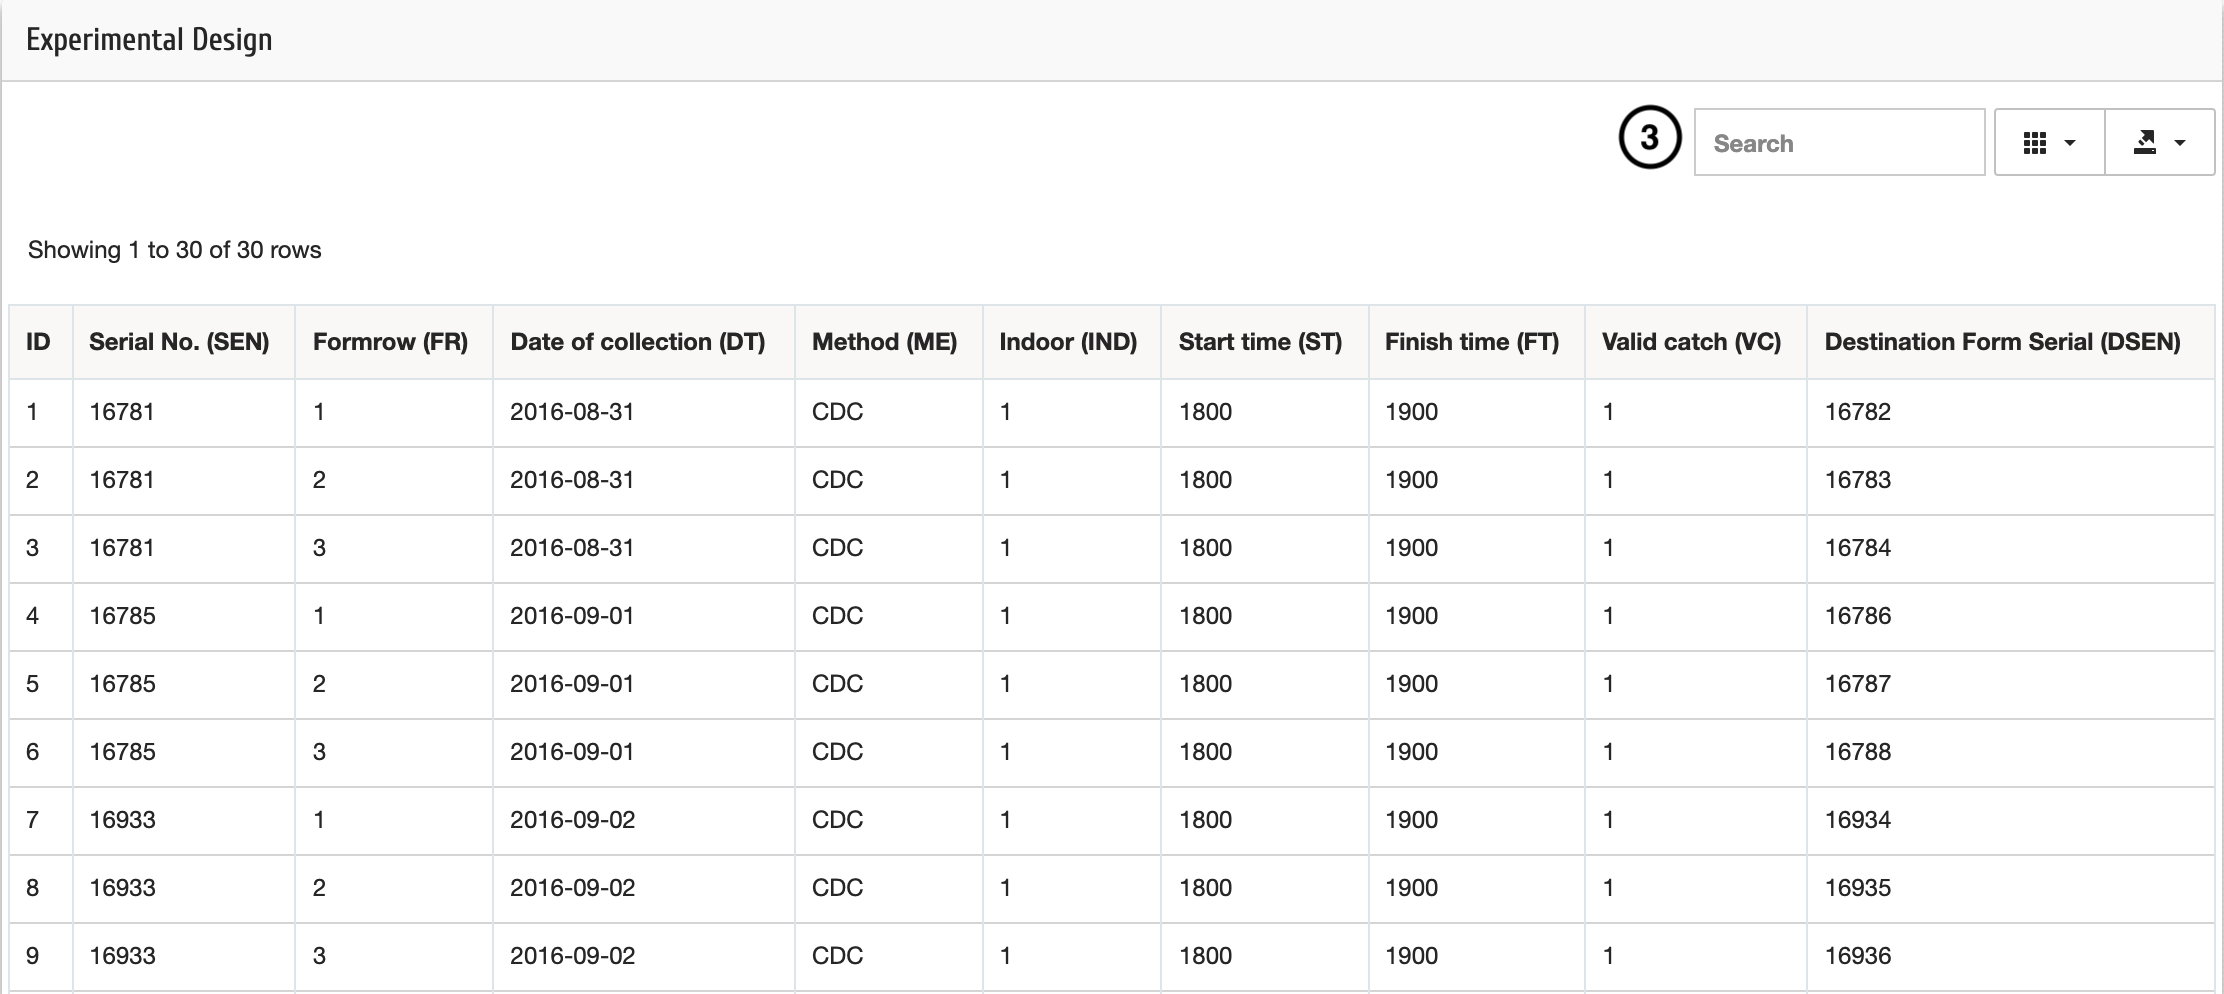 Experimental Design
3 Search
Showing 1 to 30 of 30 rows
ID Serial No. (SEN) Formrow (FR) Date of collection (DT) Method (ME) Indoor (IND) Start time (ST) Finish time (FT) Valid catch (VC) Destination Form Serial (DSEN)
1 16781 1 2016-08-31 CDC 1 1800 1900 1 16782
2 16781 2 2016-08-31 CDC 1 1800 1900 1 16783
3 16781 3 2016-08-31 CDC 1 1800 1900 1 16784
4 16785 1 2016-09-01 CDC 1 1800 1900 1 16786
5 16785 2 2016-09-01 CDC 1 1800 1900 1 16787
6 16785 3 2016-09-01 CDC 1 1800 1900 1 16788
7 16933 1 2016-09-02 CDC 1 1800 1900 1 16934
8 16933 2 2016-09-02 CDC 1 1800 1900 1 16935
9 16933 3 2016-09-02 CDC 1 1800 1900 1 16936